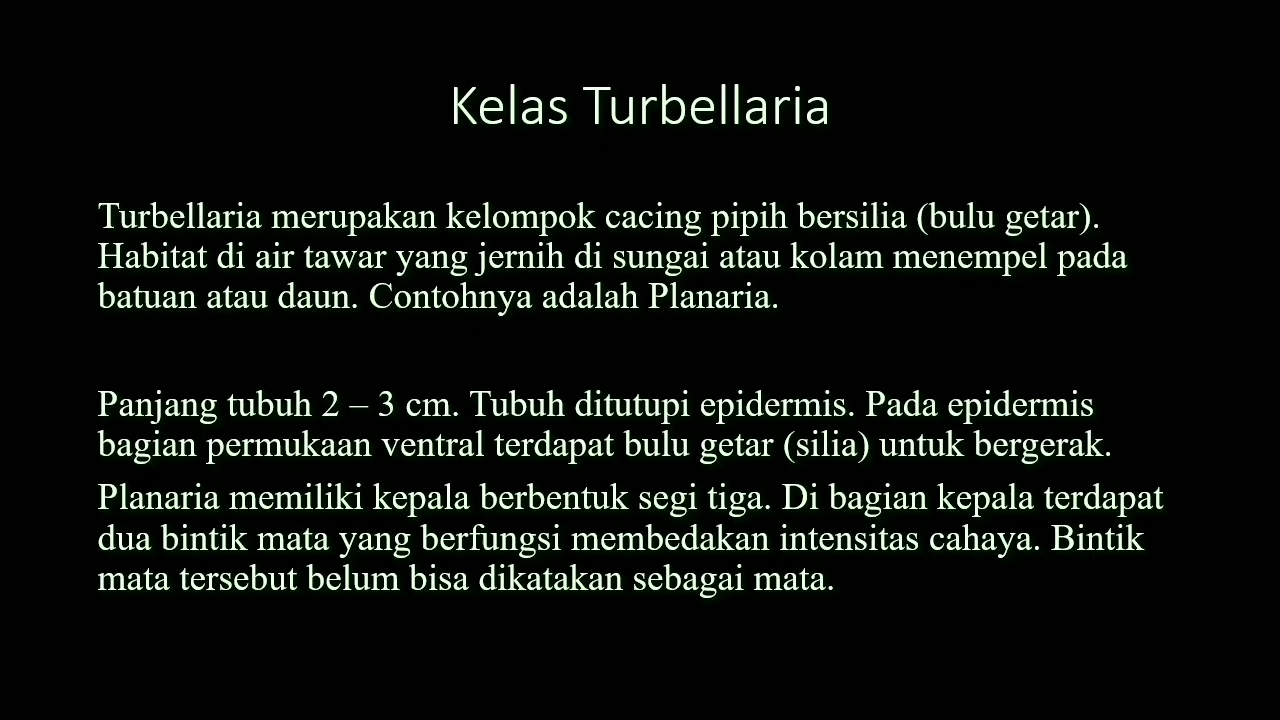 Kelas Turbellaria
Turbellaria merupakan kelompok cacing pipih bersilia (bulu getar).
Habitat di air tawar yang jernih di sungai atau kolam menempel pada
batuan atau daun. Contohnya adalah Planaria.
Panjang tubuh 2 – 3 cm. Tubuh ditutupi epidermis. Pada epidermis
bagian permukaan ventral terdapat bulu getar (silia) untuk bergerak.
Planaria memiliki kepala berbentuk segi tiga. Di bagian kepala terdapat
dua bintik mata yang berfungsi membedakan intensitas cahaya. Bintik
mata tersebut belum bisa dikatakan sebagai mata.